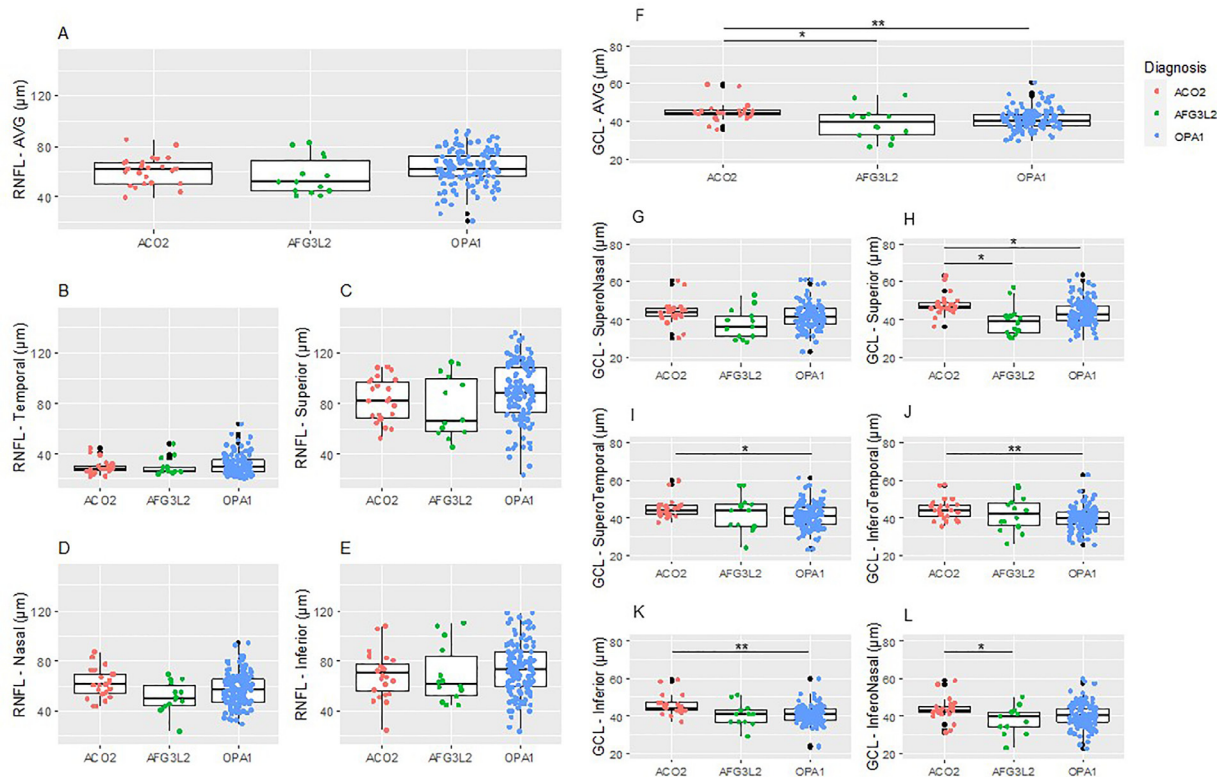 A
RNFL - AVG (µm)
120
80
40
ACO2 AFG3L2 OPA1
B
RNFL - Temporal (µm)
120
80
40
ACO2 AFG3L2 OPA1
C
RNFL - Superior (µm)
120
80
40
ACO2 AFG3L2 OPA1
D
RNFL - Nasal (µm)
120
80
40
ACO2 AFG3L2 OPA1
E
RNFL - Inferior (µm)
120
80
40
ACO2 AFG3L2 OPA1
F
GCL - AVG (µm)
**
*
80
60
40
20
ACO2 AFG3L2 OPA1
Diagnosis
ACO2
AFG3L2
OPA1
G
GCL - SuperoNasal (µm)
80
60
40
20
ACO2 AFG3L2 OPA1
H
GCL - Superior (µm)
*
*
80
60
40
20
ACO2 AFG3L2 OPA1
I
GCL - SuperoTemporal (µm)
*
80
60
40
20
ACO2 AFG3L2 OPA1
J
GCL - InferoTemporal (µm)
**
80
60
40
20
ACO2 AFG3L2 OPA1
K
GCL - Inferior (µm)
**
80
60
40
20
ACO2 AFG3L2 OPA1
L
GCL - InferoNasal (µm)
*
80
60
40
20
ACO2 AFG3L2 OPA1